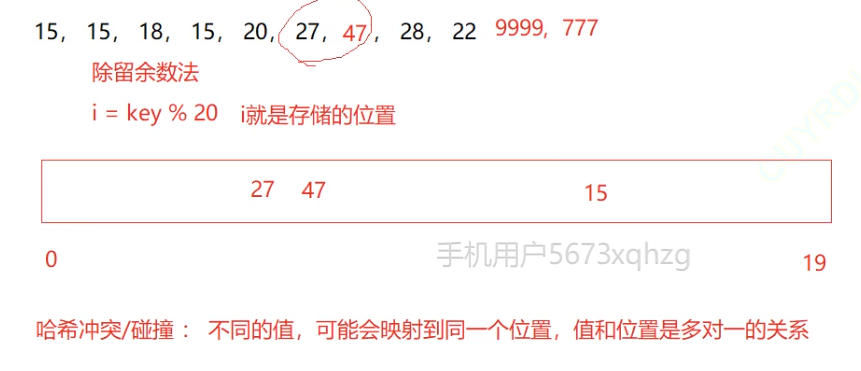 15, 15, 18, 15, 20, 27, 47, 28, 22 9999, 777
除留余数法
i = key % 20 i就是存储的位置
27 47 15
0 手机用户5673xqhzg 19
哈希冲突/碰撞： 不同的值，可能会映射到同一个位置，值和位置是多对一的关系